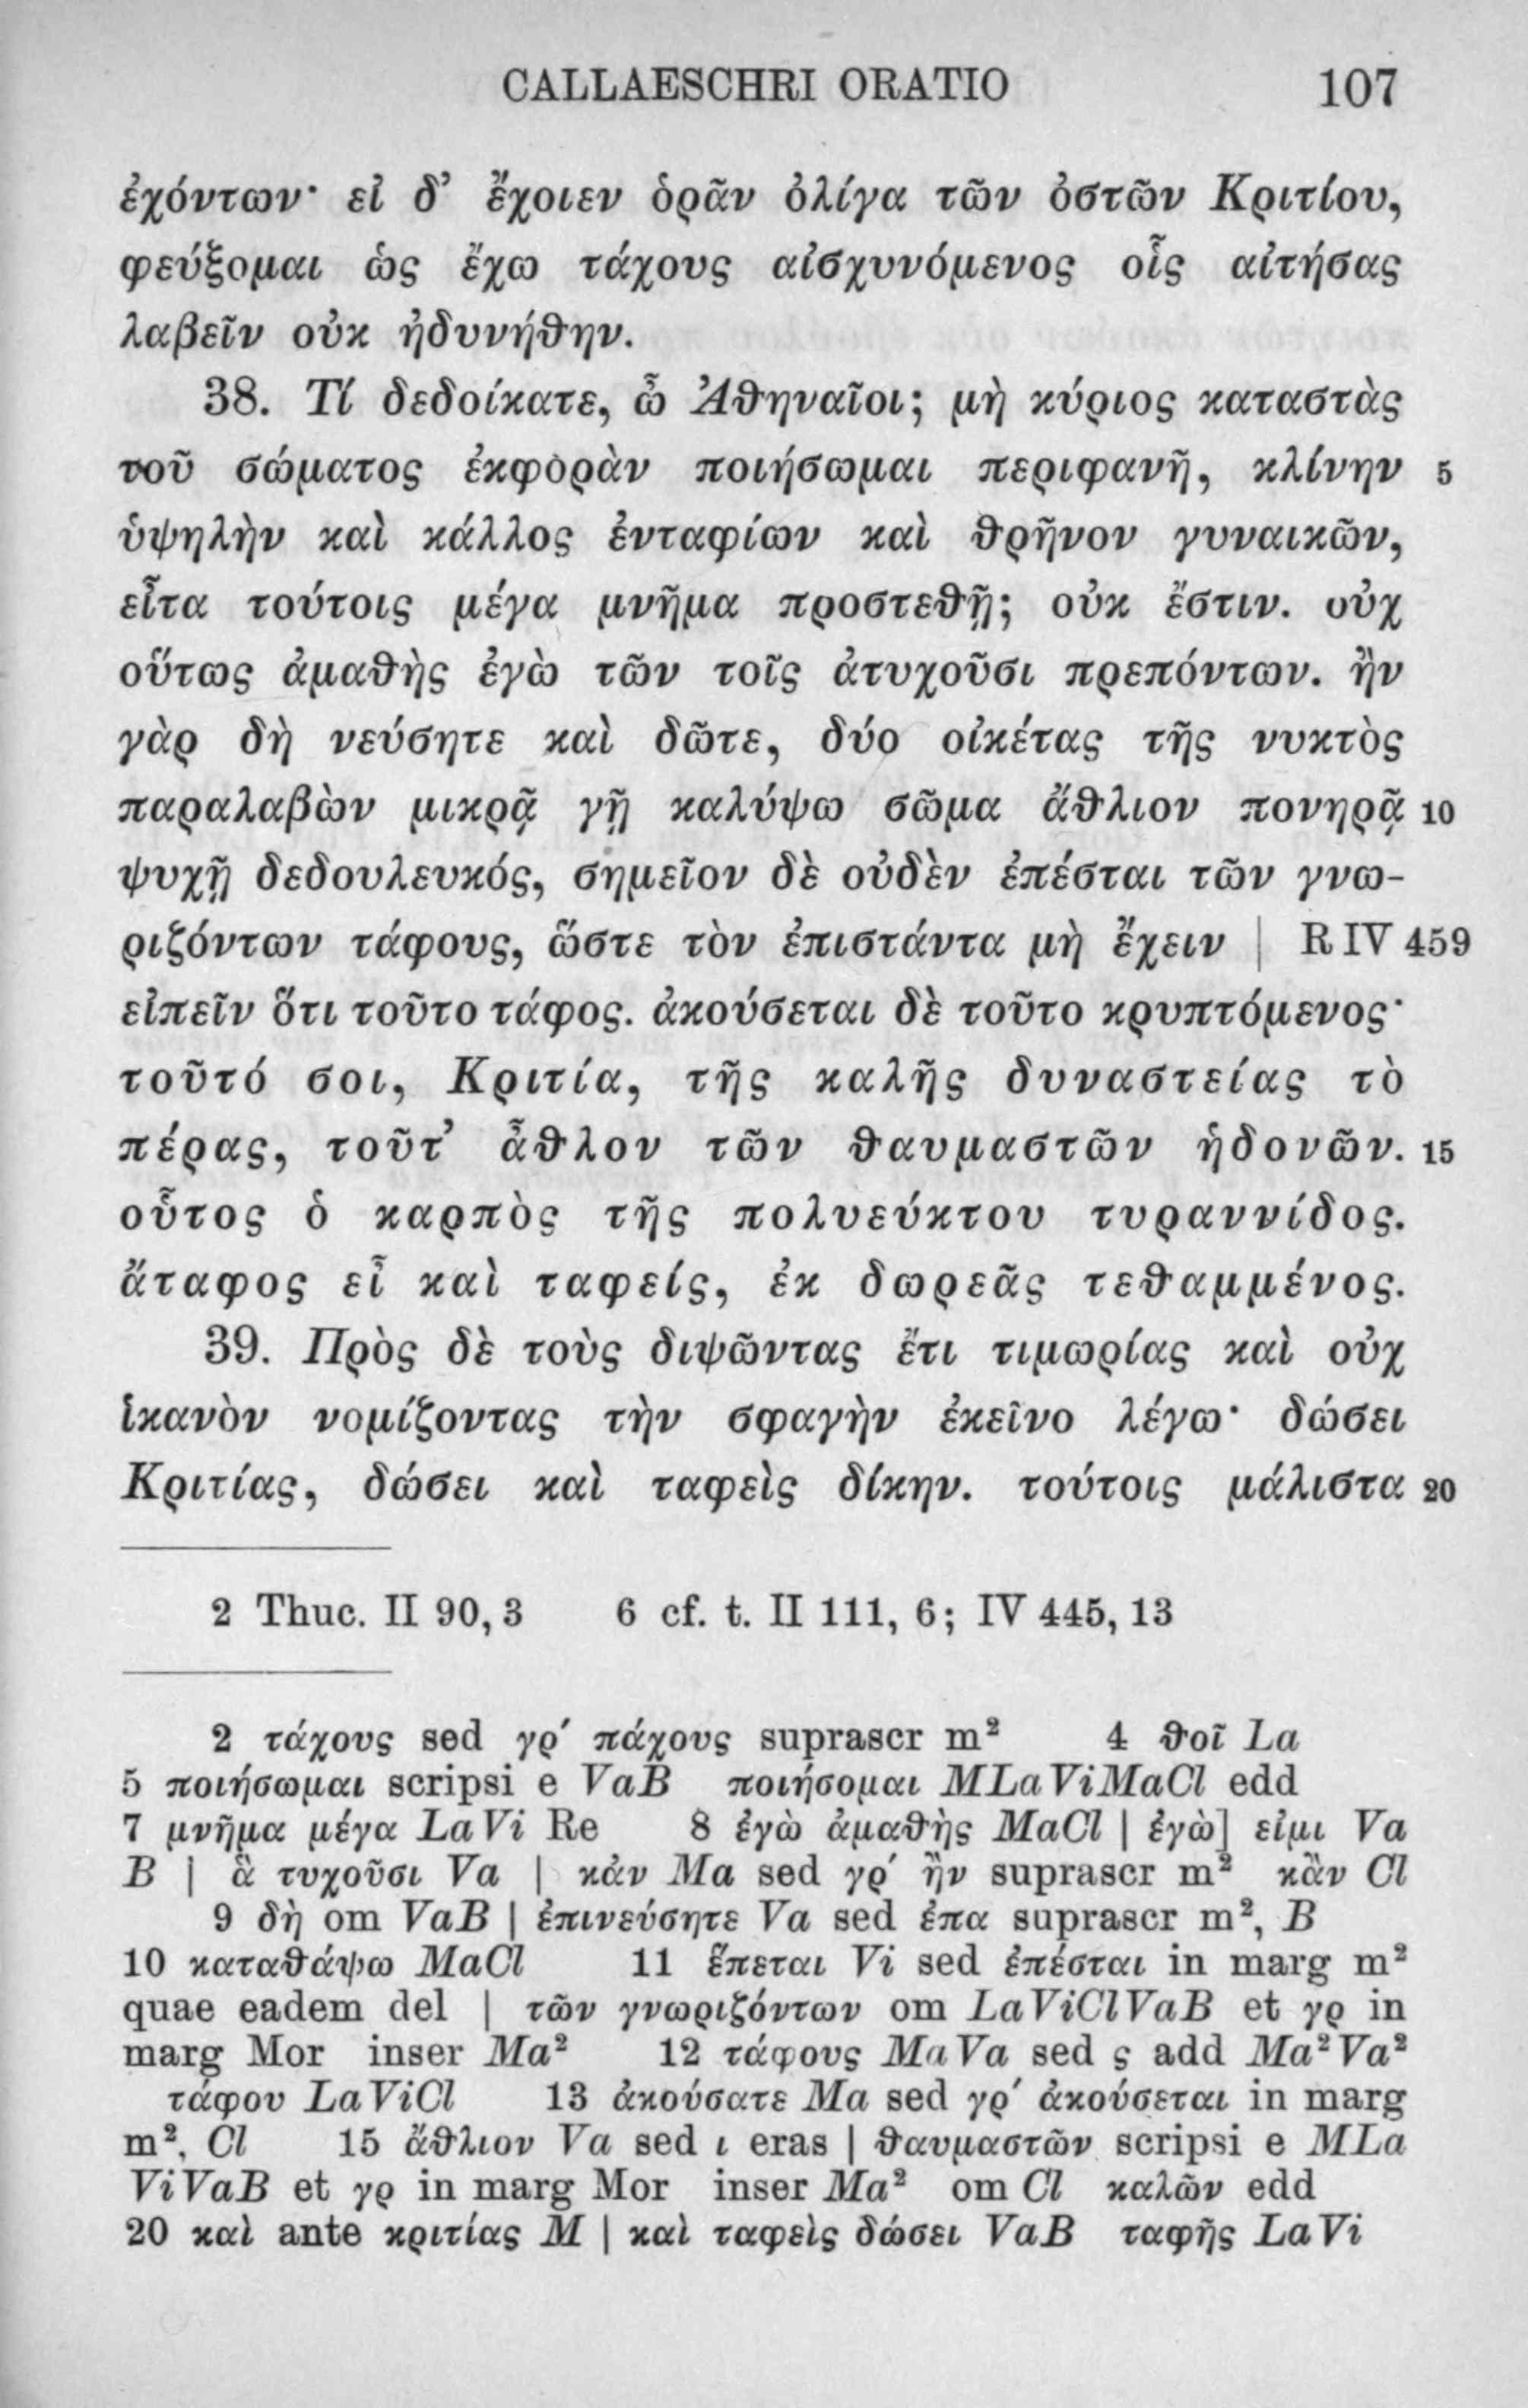 CALLAESCHRI ORATIO 107
ἐχόντων· εἰ δ’ ἔχοιεν ὁρᾶν ὀλίγα τῶν ὀστῶν Κριτίου,
φεύξομαι ὡς ἔχω τάχους αἰσχυνόμενος οἷς αἰτήσας
λαβεῖν οὐκ ἠδυνήθην.
38. Τί δεδοίκατε, ὦ Ἀθηναῖοι; μὴ κύριος καταστὰς
τοῦ σώματος ἐκφορὰν ποιήσωμαι περιφανῆ, κλίνην 5
ὑψηλὴν καὶ κάλλος ἐνταφίων καὶ θρῆνον γυναικῶν,
εἶτα τούτοις μέγα μνῆμα προστεθῇ; οὐκ ἔστιν. οὐχ
οὕτως ἀμαθὴς ἐγὼ τῶν τοῖς ἀτυχοῦσι πρεπόντων. ἢν
γὰρ δὴ νεύσητε καὶ δῶτε, δύο οἰκέτας τῆς νυκτὸς
παραλαβὼν μικρᾷ γῇ καλύψω σῶμα ἄθλιον πονηρᾷ 10
ψυχῇ δεδουλευκός, σημεῖον δὲ οὐδὲν ἐπέσται τῶν γνω-
ριζόντων τάφους, ὥστε τὸν ἐπιστάντα μὴ ἔχειν | R IV 459
εἰπεῖν ὅτι τοῦτο τάφος. ἀκούσεται δὲ τοῦτο κρυπτόμενος·
τοῦτό σοι, Κριτία, τῆς καλῆς δυναστείας τὸ
πέρας, τοῦτ’ ἆθλον τῶν θαυμαστῶν ἡδονῶν. 15
οὗτος ὁ καρπὸς τῆς πολυεύκτου τυραννίδος.
ἄταφος εἶ καὶ ταφείς, ἐκ δωρεᾶς τεθαμμένος.
39. Πρὸς δὲ τοὺς διψῶντας ἔτι τιμωρίας καὶ οὐχ
ἱκανὸν νομίζοντας τὴν σφαγὴν ἐκεῖνο λέγω· δώσει
Κριτίας, δώσει καὶ ταφεὶς δίκην. τούτοις μάλιστα 20
2 Thuc. II 90, 3 6 cf. t. II 111, 6; IV 445, 13
2 τάχους sed γρ΄ πάχους suprascr m² 4 θοῖ La
5 ποιήσωμαι scripsi e VaB ποιήσομαι MLaViMaCl edd
7 μνῆμα μέγα LaVi Re 8 ἐγὼ ἀμαθὴς MaCl | ἐγὼ] εἰμι Va
B | ἃ τυχοῦσι Va | κἀν Ma sed γρ΄ ἢν suprascr m² κἂν Cl
9 δὴ om VaB | ἐπινεύσητε Va sed ἐπα suprascr m², B
10 καταθάψω MaCl 11 ἕπεται Vi sed ἐπέσται in marg m²
quae eadem del | τῶν γνωριζόντων om LaViClVaB et γρ in
marg Mor inser Ma² 12 τάφους MaVa sed ς add Ma²Va²
τάφου LaViCl 13 ἀκούσατε Ma sed γρ΄ ἀκούσεται in marg
m², Cl 15 ἄθλιον Va sed ι eras | θαυμαστῶν scripsi e MLa
ViVaB et γρ in marg Mor inser Ma² om Cl καλῶν edd
20 καὶ ante κριτίας M | καὶ ταφεὶς δώσει VaB ταφῆς LaVi